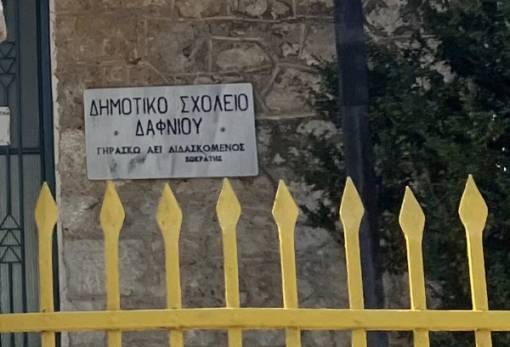 ΔΗΜΟΤΙΚΟ ΣΧΟΛΕΙΟ
• ΔΑΦΝΙΟΥ •
ΓΗΡΑΣΚΩ ΑΕΙ ΔΙΔΑΣΚΟΜΕΝΟΣ
ΣΩΚΡΑΤΗΣ